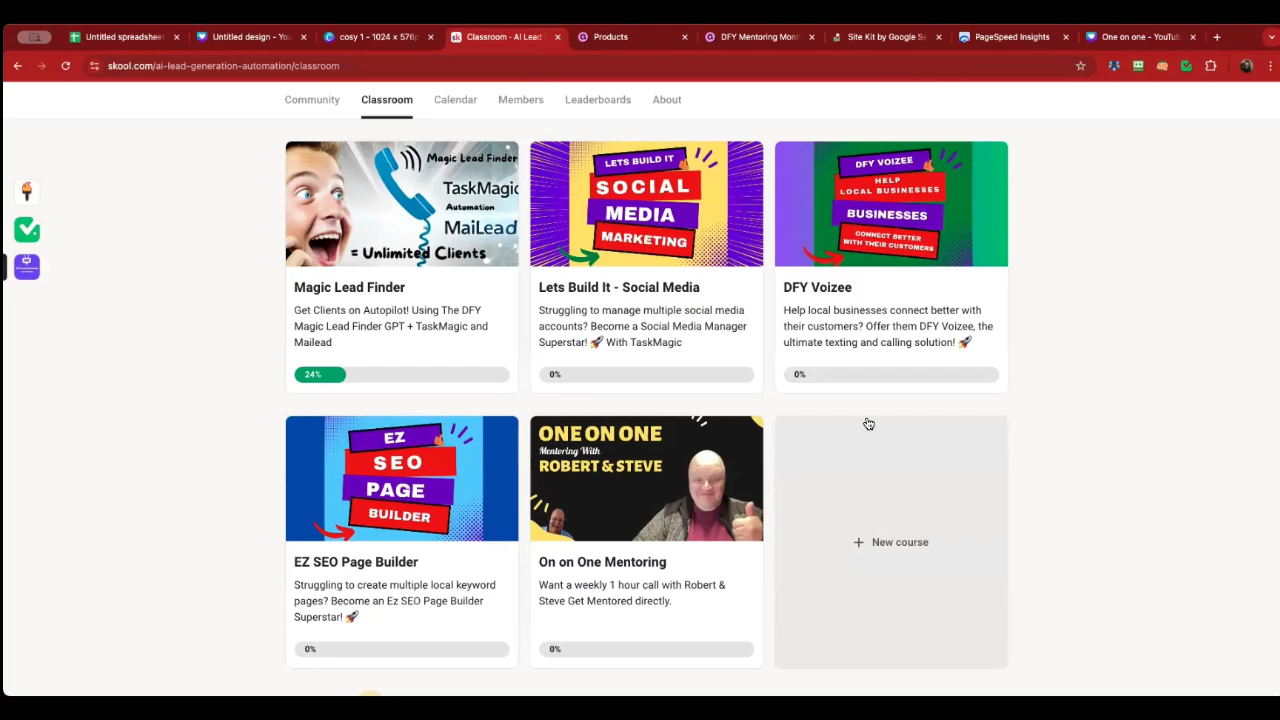 Untitled spreadsheet
Untitled design - You
cosy 1 - 1024 x 576p
Classroom - AI Lead
Products
DFY Mentoring Mont
Site Kit by Google Se
PageSpeed Insights
One on one - YouTub
skool.com/ai-lead-generation-automation/classroom
Community
Classroom
Calendar
Members
Leaderboards
About
Magic Lead Finder
TaskMagic
Automation
MaiLead
= Unlimited Clients
LETS BUILD IT
SOCIAL
MEDIA
MARKETING
DFY VOIZEE
HELP
LOCAL BUSINESSES
BUSINESSES
CONNECT BETTER
WITH THEIR CUSTOMERS
Magic Lead Finder
Get Clients on Autopilot! Using The DFY
Magic Lead Finder GPT + TaskMagic and
Mailead
24%
Lets Build It - Social Media
Struggling to manage multiple social media
accounts? Become a Social Media Manager
Superstar! 🚀 With TaskMagic
0%
DFY Voizee
Help local businesses connect better with
their customers? Offer them DFY Voizee, the
ultimate texting and calling solution! 🚀
0%
EZ
SEO
PAGE
BUILDER
ONE ON ONE
Mentoring With
ROBERT & STEVE
+ New course
EZ SEO Page Builder
Struggling to create multiple local keyword
pages? Become an Ez SEO Page Builder
Superstar! 🚀
0%
On on One Mentoring
Want a weekly 1 hour call with Robert &
Steve Get Mentored directly.
0%